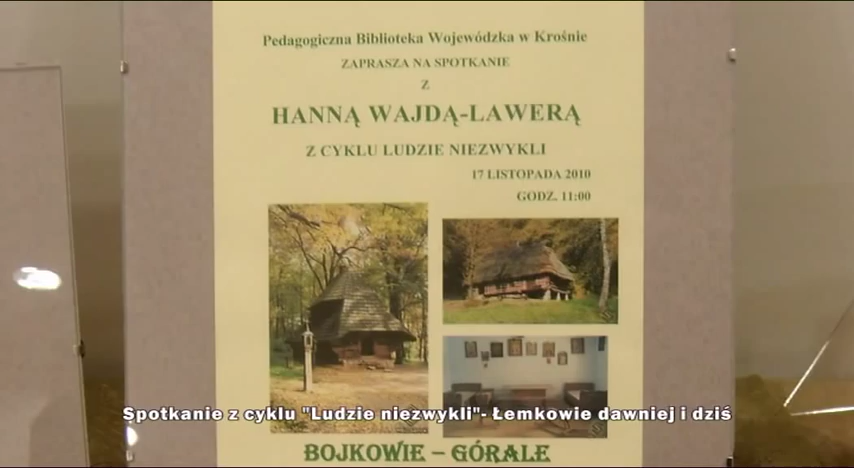 Pedagogiczna Biblioteka Wojewódzka w Krośnie
ZAPRASZA NA SPOTKANIE
Z
HANNĄ WAJDĄ-LAWERĄ
Z CYKLU LUDZIE NIEZWYKLI
17 LISTOPADA 2010
GODZ. 11:00
Spotkanie z cyklu "Ludzie niezwykli"- Łemkowie dawniej i dziś
BOJKOWIE – GÓRALE